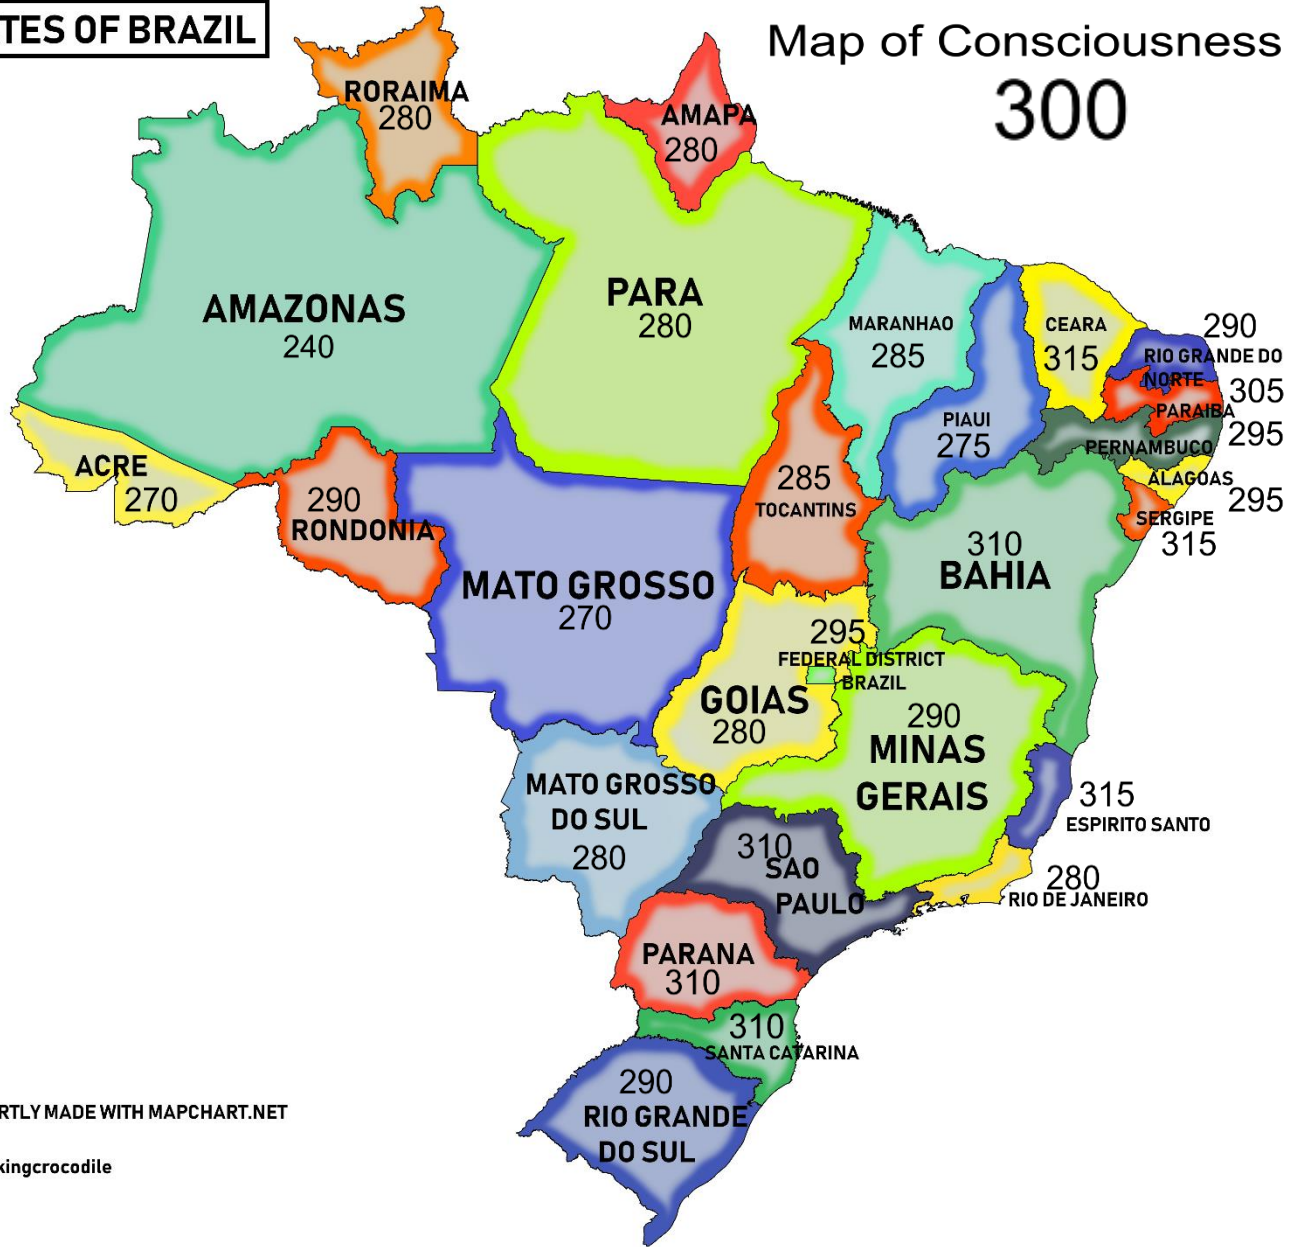 TES OF BRAZIL
Map of Consciousness
300
RORAIMA
280
AMAPA
280
AMAZONAS
240
PARA
280
MARANHAO
285
CEARA
315
290
RIO GRANDE DO
NORTE
305
PARAIBA
PIAUI
275
295
PERNAMBUCO
ACRE
270
290
RONDONIA
285
TOCANTINS
ALAGOAS
295
SERGIPE
315
310
BAHIA
MATO GROSSO
270
295
FEDERAL DISTRICT
BRAZIL
GOIAS
280
290
MINAS
GERAIS
MATO GROSSO
DO SUL
280
315
ESPIRITO SANTO
310
SAO
PAULO
280
RIO DE JANEIRO
PARANA
310
310
SANTA CATARINA
290
RIO GRANDE
DO SUL
RTLY MADE WITH MAPCHART.NET
kingcrocodile